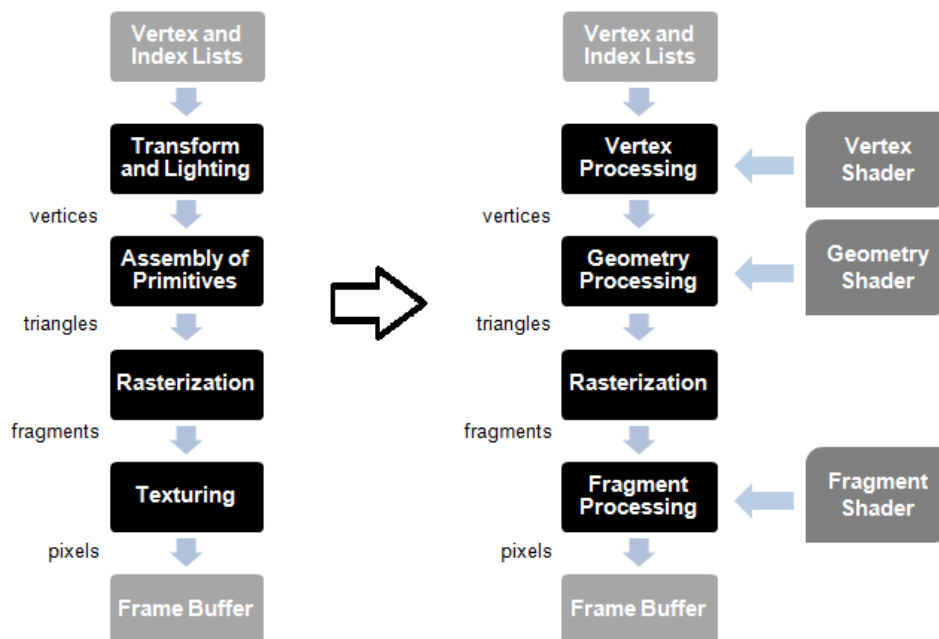 Vertex and
Index Lists
Transform
and Lighting
vertices
Assembly of
Primitives
triangles
Rasterization
fragments
Texturing
pixels
Frame Buffer
Vertex and
Index Lists
Vertex
Processing
vertices
Geometry
Processing
triangles
Rasterization
fragments
Fragment
Processing
pixels
Frame Buffer
Vertex
Shader
Geometry
Shader
Fragment
Shader